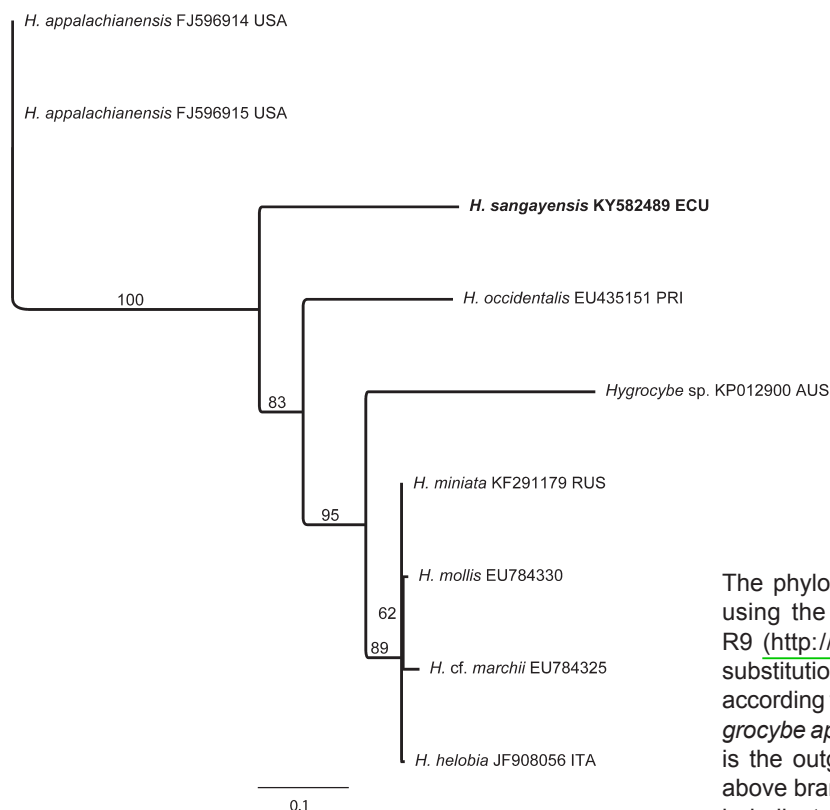 H. appalachianensis FJ596914 USA
H. appalachianensis FJ596915 USA
H. sangayensis KY582489 ECU
100
H. occidentalis EU435151 PRI
Hygrocybe sp. KP012900 AUS
83
H. miniata KF291179 RUS
95
H. mollis EU784330
62
89
H. cf. marchii EU784325
H. helobia JF908056 ITA
0.1
The phylo
using the
R9 (http:/
substitutio
according
grocybe ap
is the outg
above bran